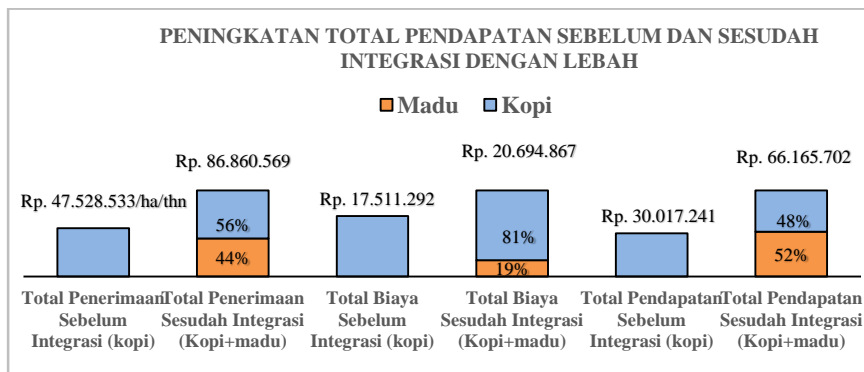 PENINGKATAN TOTAL PENDAPATAN SEBELUM DAN SESUDAH
INTEGRASI DENGAN LEBAH
Madu Kopi
Rp. 47.528.533/ha/thn
Rp. 86.860.569
Rp. 17.511.292
Rp. 20.694.867
Rp. 30.017.241
Rp. 66.165.702
56%
44%
81%
19%
48%
52%
Total Penerimaan
Sebelum
Integrasi (kopi)
Total Penerimaan
Sesudah Integrasi
(Kopi+madu)
Total Biaya
Sebelum
Integrasi (kopi)
Total Biaya
Sesudah Integrasi
(Kopi+madu)
Total Pendapatan
Sebelum
Integrasi (kopi)
Total Pendapatan
Sesudah Integrasi
(Kopi+madu)